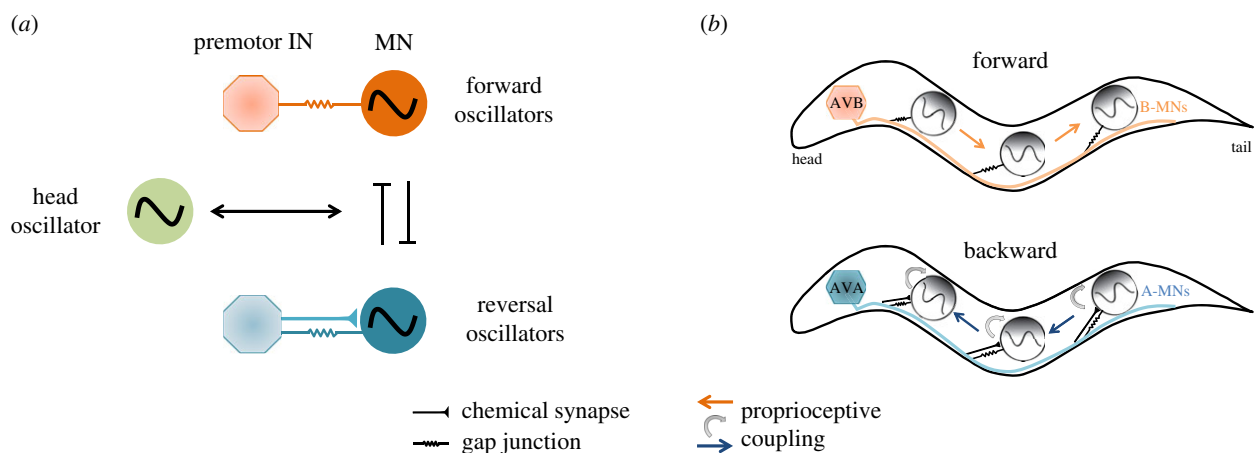 (a)
premotor IN
MN
forward
oscillators
head
oscillator
reversal
oscillators
chemical synapse
gap junction
(b)
forward
AVB
B-MNs
head
tail
backward
AVA
A-MNs
proprioceptive
coupling